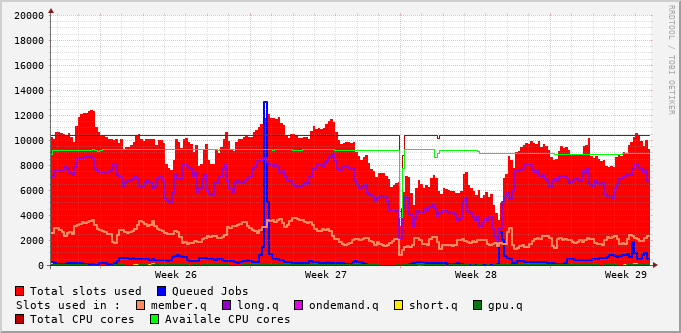 RRDTOOL / TOBI OETIKER
20000
18000
16000
14000
12000
10000
8000
6000
4000
2000
0
Week 26 Week 27 Week 28 Week 29
Total slots used Queued Jobs
Slots used in : member.q long.q ondemand.q short.q gpu.q
Total CPU cores Availale CPU cores